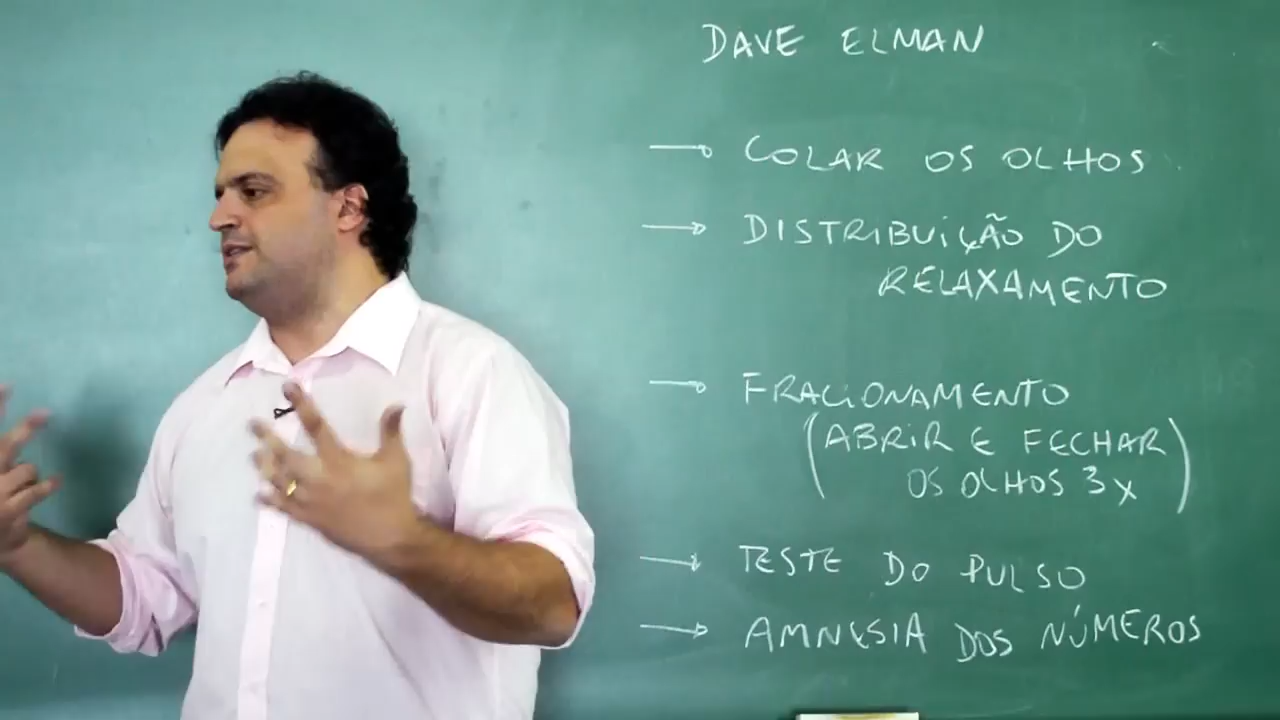 DAVE ELMAN
→ COLAR OS OLHOS
→ DISTRIBUIÇÃO DO
RELAXAMENTO
→ FRACIONAMENTO
(ABRIR E FECHAR
OS OLHOS 3X)
→ TESTE DO PULSO
→ AMNESIA DOS NÚMEROS